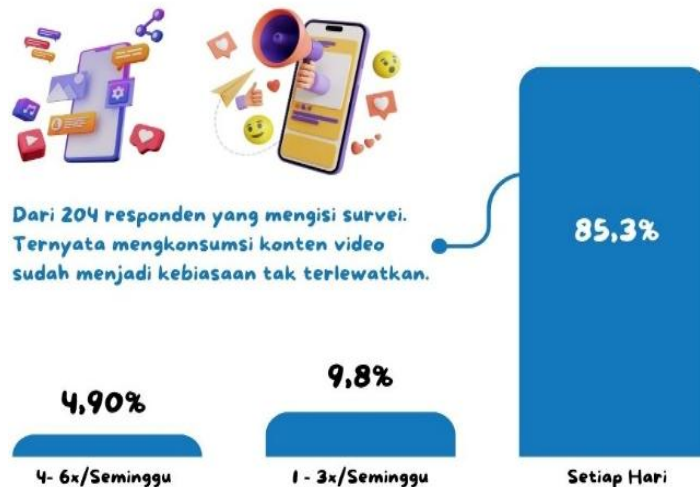 Dari 204 responden yang mengisi survei.
Ternyata mengkonsumsi konten video
sudah menjadi kebiasaan tak terlewatkan.
85,3%
9,8%
4,90%
4- 6x/Seminggu
1 - 3x/Seminggu
Setiap Hari